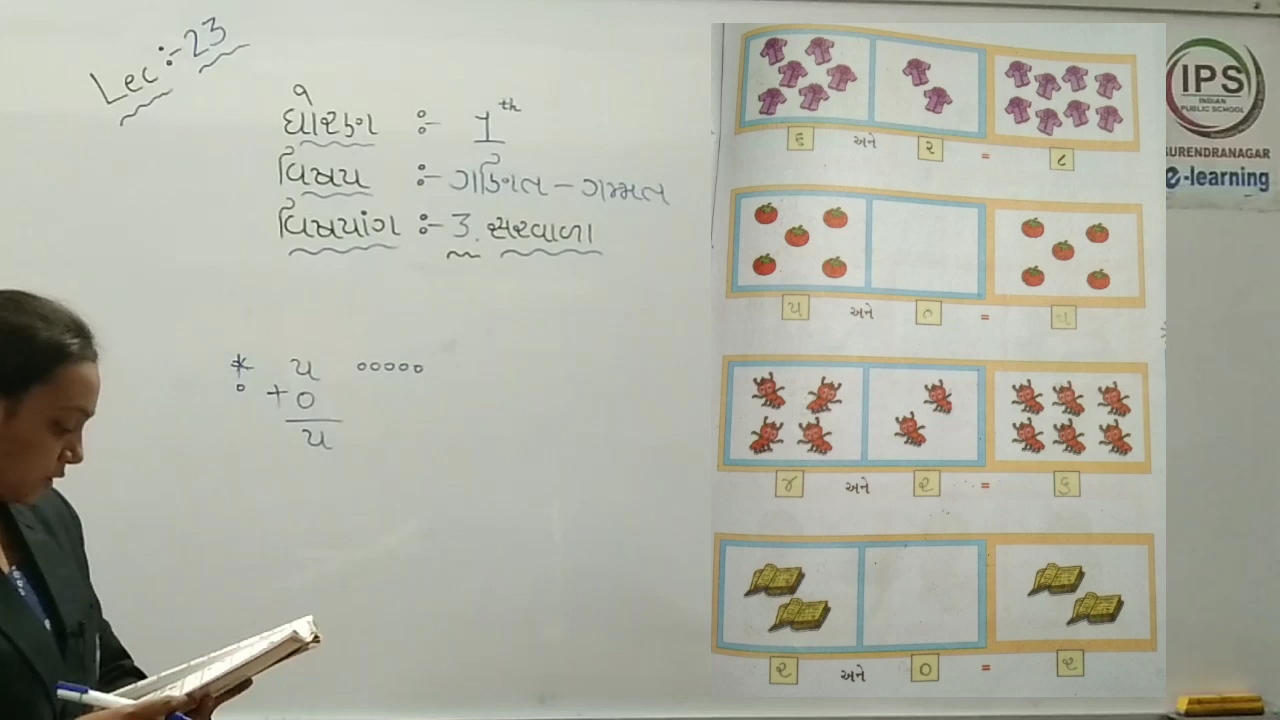 Lec :- 23
ધોરણ :- 1th
વિષય :- ગણિત - ગમ્મત
વિષયાંગ :- 3. સરવાળા
* ૫ ०००००
+ ૦
૫
૬ અને ૨ = ૮
૫ અને ૦ = ૫
૪ અને ૨ = ૬
૨ અને ૦ = ૨
IPS
INDIAN
PUBLIC SCHOOL
SURENDRANAGAR
e-learning